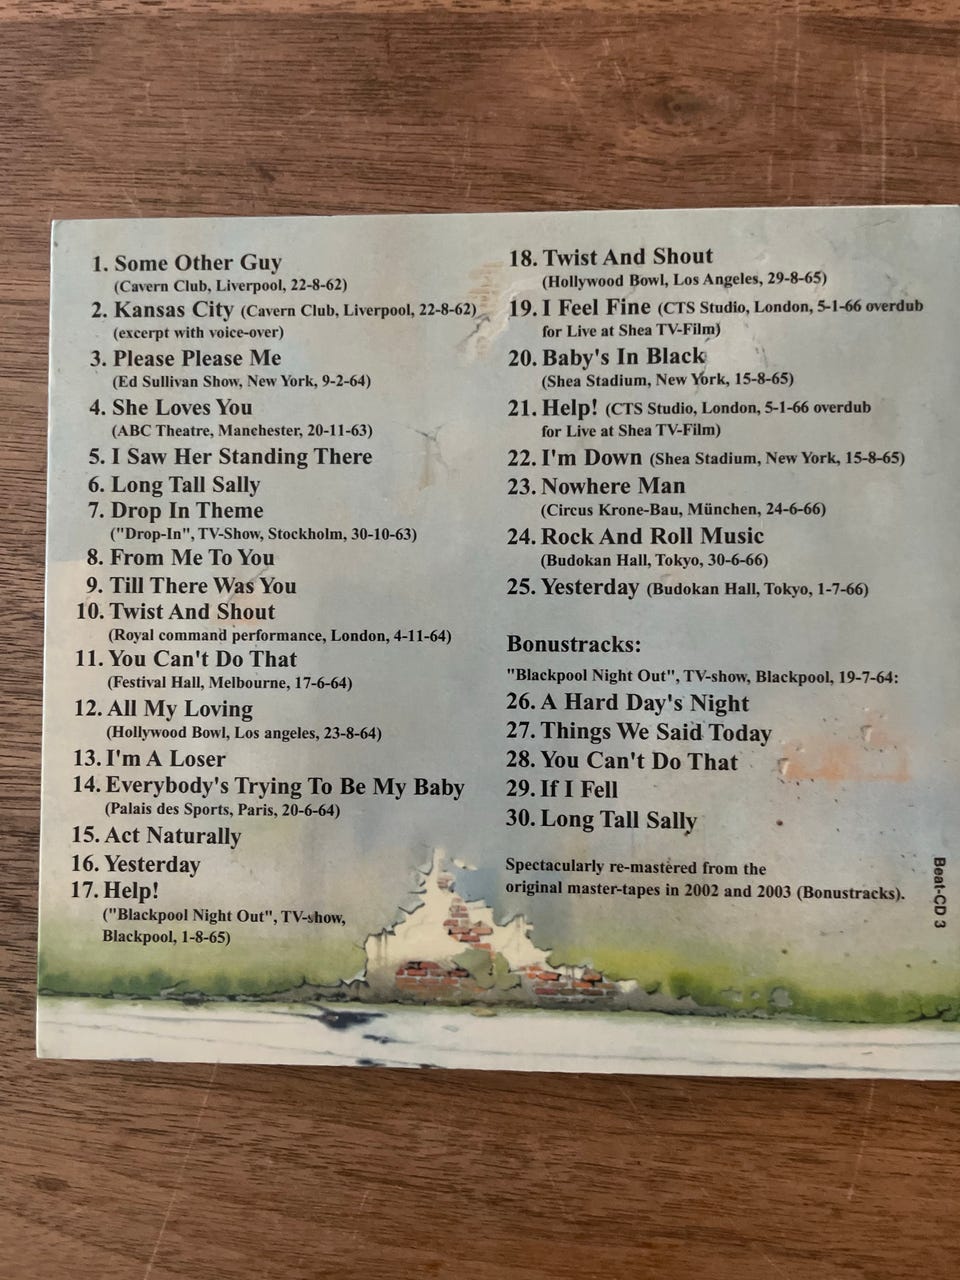 1. Some Other Guy
(Cavern Club, Liverpool, 22-8-62)
2. Kansas City (Cavern Club, Liverpool, 22-8-62)
(excerpt with voice-over)
3. Please Please Me
(Ed Sullivan Show, New York, 9-2-64)
4. She Loves You
(ABC Theatre, Manchester, 20-11-63)
5. I Saw Her Standing There
6. Long Tall Sally
7. Drop In Theme
("Drop-In", TV-Show, Stockholm, 30-10-63)
8. From Me To You
9. Till There Was You
10. Twist And Shout
(Royal command performance, London, 4-11-64)
11. You Can't Do That
(Festival Hall, Melbourne, 17-6-64)
12. All My Loving
(Hollywood Bowl, Los angeles, 23-8-64)
13. I'm A Loser
14. Everybody's Trying To Be My Baby
(Palais des Sports, Paris, 20-6-64)
15. Act Naturally
16. Yesterday
17. Help!
("Blackpool Night Out", TV-show,
Blackpool, 1-8-65)
18. Twist And Shout
(Hollywood Bowl, Los Angeles, 29-8-65)
19. I Feel Fine (CTS Studio, London, 5-1-66 overdub
for Live at Shea TV-Film)
20. Baby's In Black
(Shea Stadium, New York, 15-8-65)
21. Help! (CTS Studio, London, 5-1-66 overdub
for Live at Shea TV-Film)
22. I'm Down (Shea Stadium, New York, 15-8-65)
23. Nowhere Man
(Circus Krone-Bau, München, 24-6-66)
24. Rock And Roll Music
(Budokan Hall, Tokyo, 30-6-66)
25. Yesterday (Budokan Hall, Tokyo, 1-7-66)
Bonustracks:
"Blackpool Night Out", TV-show, Blackpool, 19-7-64:
26. A Hard Day's Night
27. Things We Said Today
28. You Can't Do That
29. If I Fell
30. Long Tall Sally
Spectacularly re-mastered from the
original master-tapes in 2002 and 2003 (Bonustracks).
Beat-CD 3